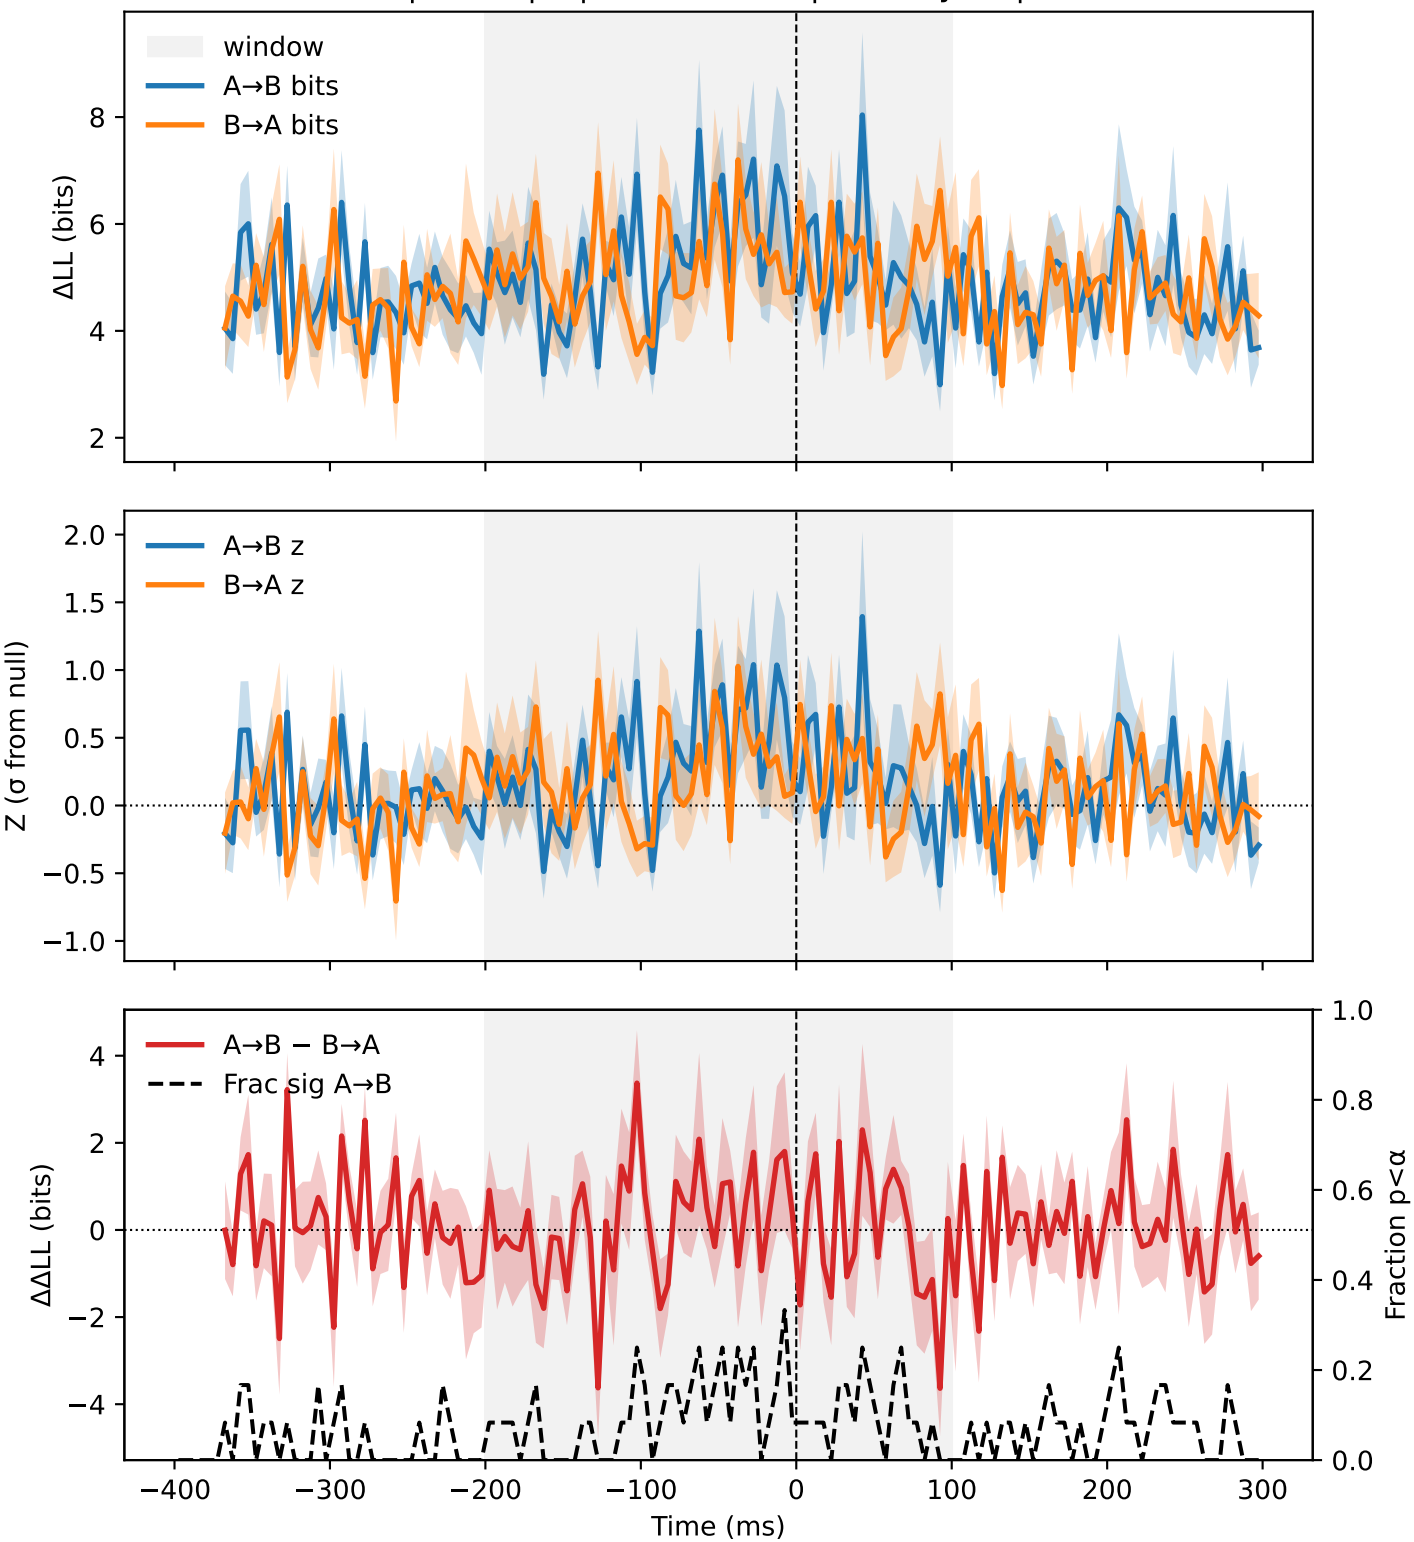 window
A→B bits
B→A bits
ΔLL (bits)
8
6
4
2
A→B z
B→A z
Z (σ from null)
2.0
1.5
1.0
0.5
0.0
−0.5
−1.0
A→B − B→A
Frac sig A→B
ΔΔLL (bits)
4
2
0
−2
−4
1.0
0.8
0.6
0.4
0.2
0.0
Fraction p<α
−400 −300 −200 −100 0 100 200 300
Time (ms)